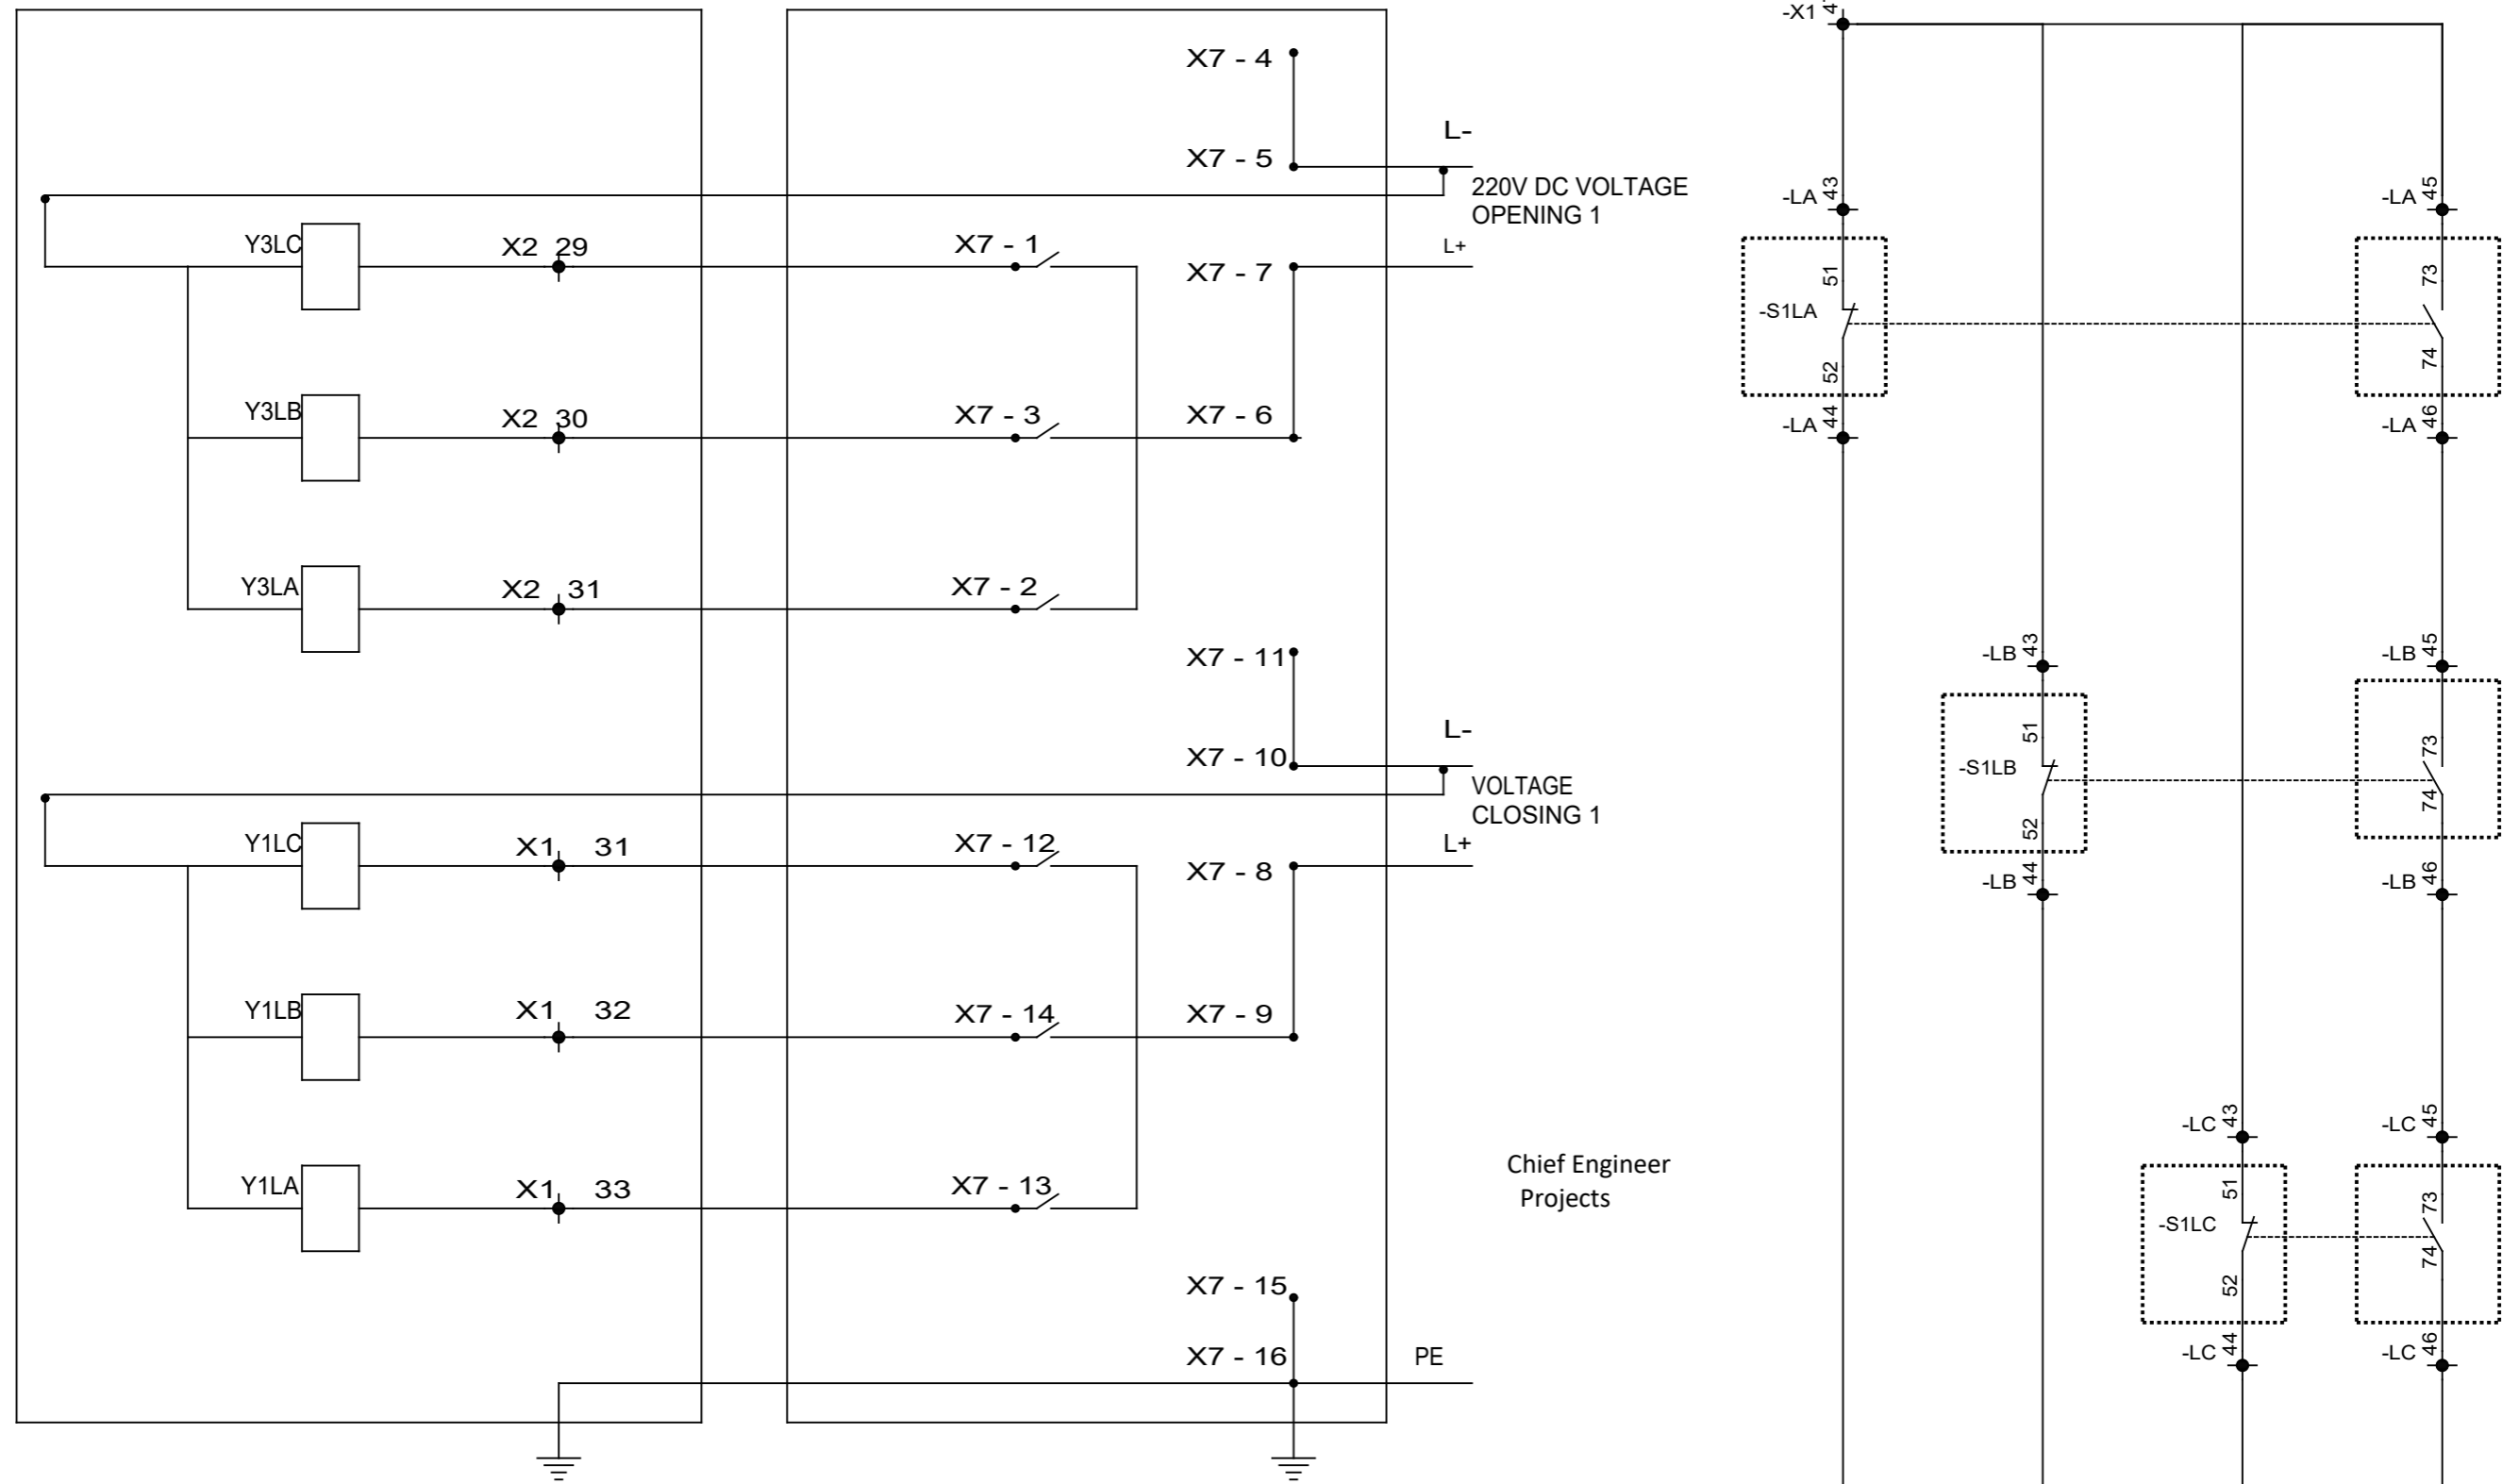 X7 - 4
L-
X7 - 5
220V DC VOLTAGE
OPENING 1
Y3LC
X2 29
X7 - 1
X7 - 7
L+
Y3LB
X2 30
X7 - 3
X7 - 6
Y3LA
X2 31
X7 - 2
X7 - 11
L-
X7 - 10
VOLTAGE
CLOSING 1
Y1LC
X1 31
X7 - 12
X7 - 8
L+
Y1LB
X1 32
X7 - 14
X7 - 9
Y1LA
X1 33
X7 - 13
Chief Engineer
Projects
X7 - 15
X7 - 16
PE
-X1
-LA 43
51
-S1LA
52
-LA 44
-LA 45
73
74
-LA 46
-LB 43
51
-S1LB
52
-LB 44
-LB 45
73
74
-LB 46
-LC 43
51
-S1LC
52
-LC 44
-LC 45
73
74
-LC 46